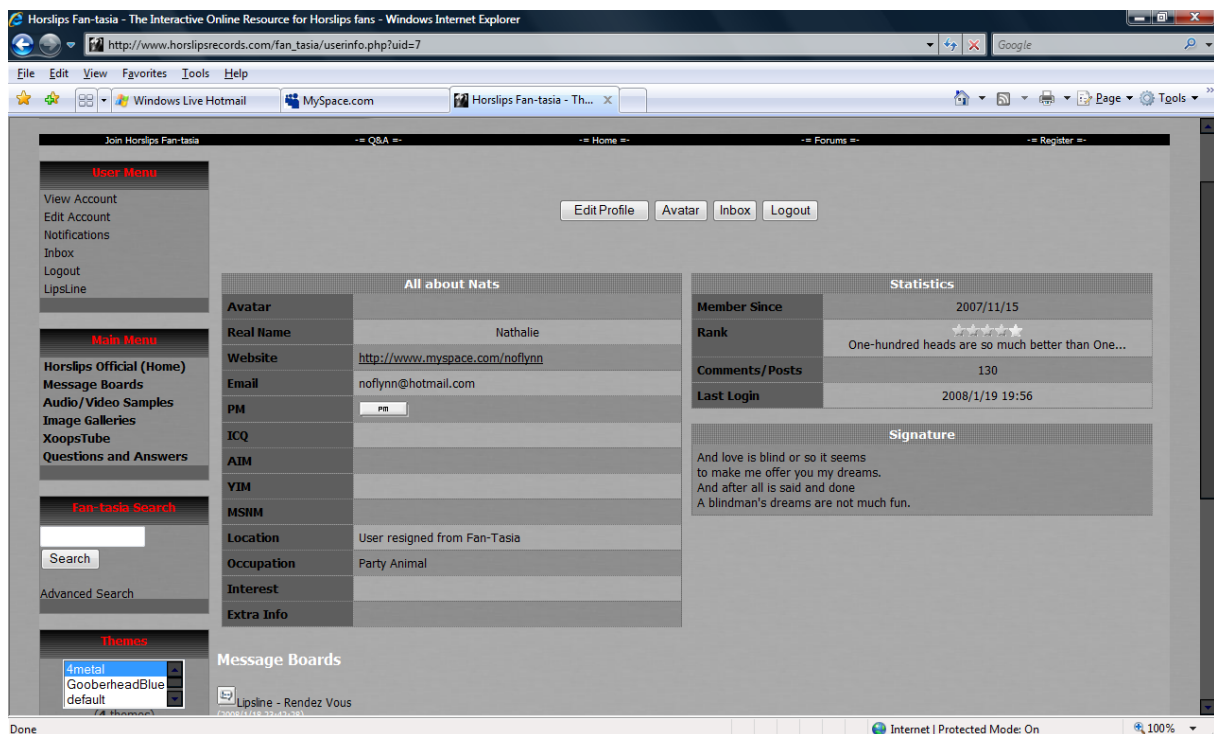 Horslips Fan-tasia - The Interactive Online Resource for Horslips fans - Windows Internet Explorer
http://www.horslipsrecords.com/fan_tasia/userinfo.php?uid=7
Google
File Edit View Favorites Tools Help
Windows Live Hotmail
MySpace.com
Horslips Fan-tasia - Th...
Page
Tools
Join Horslips Fan-tasia
-= Q&A =-
-= Home =-
-= Forums =-
-= Register =-
User Menu
View Account
Edit Account
Notifications
Inbox
Logout
LipsLine
Main Menu
Horslips Official (Home)
Message Boards
Audio/Video Samples
Image Galleries
XoopsTube
Questions and Answers
Fan-tasia Search
Search
Advanced Search
Themes
4metal
GooberheadBlue
default
(4 themes)
Edit Profile
Avatar
Inbox
Logout
All about Nats
Avatar
Real Name Nathalie
Website http://www.myspace.com/noflynn
Email noflynn@hotmail.com
PM PM
ICQ
AIM
YIM
MSNM
Location User resigned from Fan-Tasia
Occupation Party Animal
Interest
Extra Info
Message Boards
Lipsline - Rendez Vous
Statistics
Member Since 2007/11/15
Rank
One-hundred heads are so much better than One...
Comments/Posts 130
Last Login 2008/1/19 19:56
Signature
And love is blind or so it seems
to make me offer you my dreams.
And after all is said and done
A blindman's dreams are not much fun.
Done
Internet | Protected Mode: On
100%